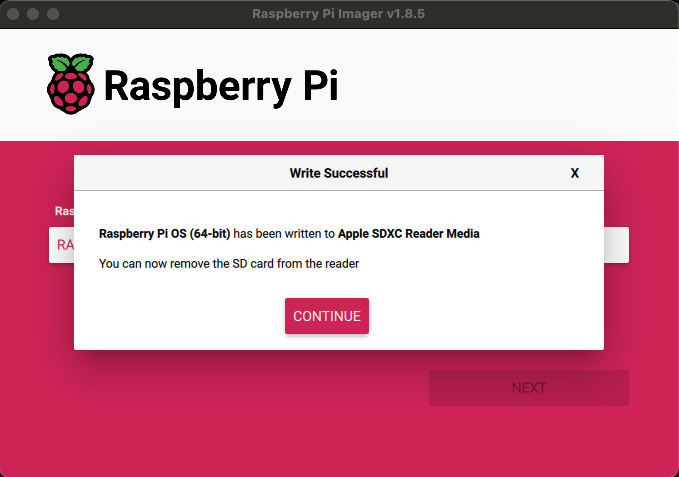 Raspberry Pi Imager v1.8.5
Raspberry Pi
Write Successful X
Ras
RA
Raspberry Pi OS (64-bit) has been written to Apple SDXC Reader Media
You can now remove the SD card from the reader
CONTINUE
NEXT